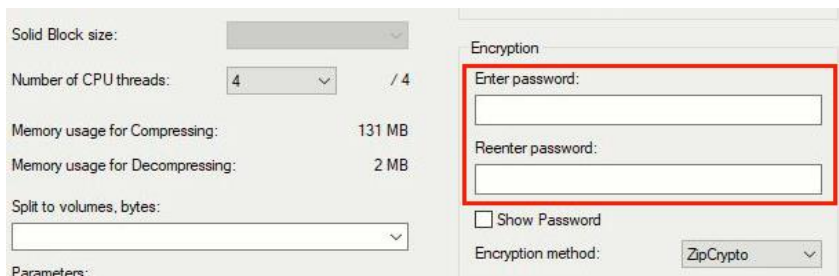 Solid Block size:
Number of CPU threads:
4
/ 4
Memory usage for Compressing:
131 MB
Memory usage for Decompressing:
2 MB
Split to volumes, bytes:
Parameters:
Encryption
Enter password:
Reenter password:
Show Password
Encryption method:
ZipCrypto